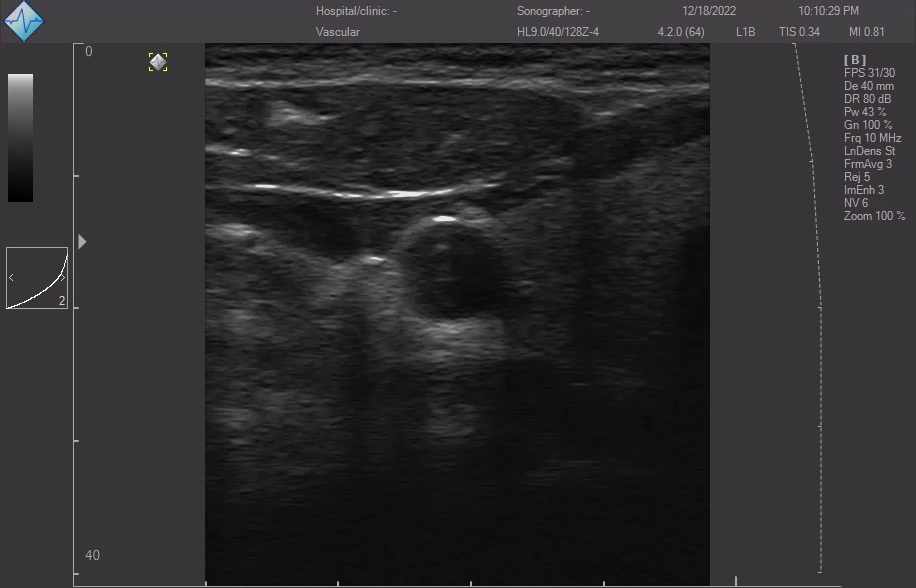 Hospital/clinic: - Sonographer: - 12/18/2022 10:10:29 PM
Vascular HL9.0/40/128Z-4 4.2.0 (64) L1B TIS 0.34 MI 0.81
0
[ B ]
FPS 31/30
De 40 mm
DR 80 dB
Pw 43 %
Gn 100 %
Frq 10 MHz
LnDens St
FrmAvg 3
Rej 5
ImEnh 3
NV 6
Zoom 100 %
2
40